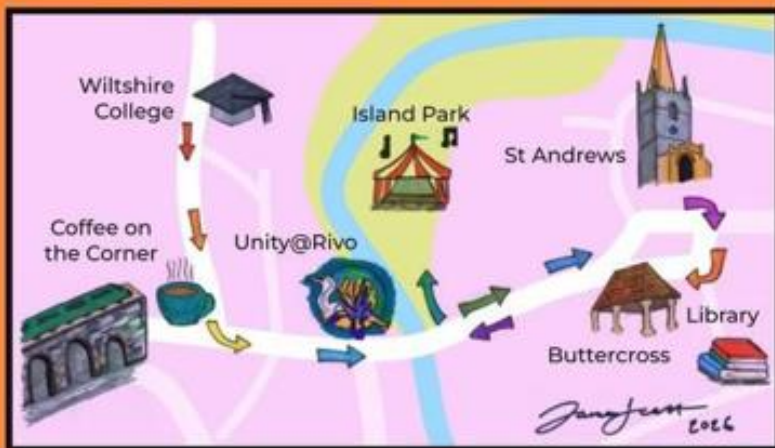 Wiltshire
College
Island Park
St Andrews
Coffee on
the Corner
Unity@Rivo
Library
Buttercross
2026